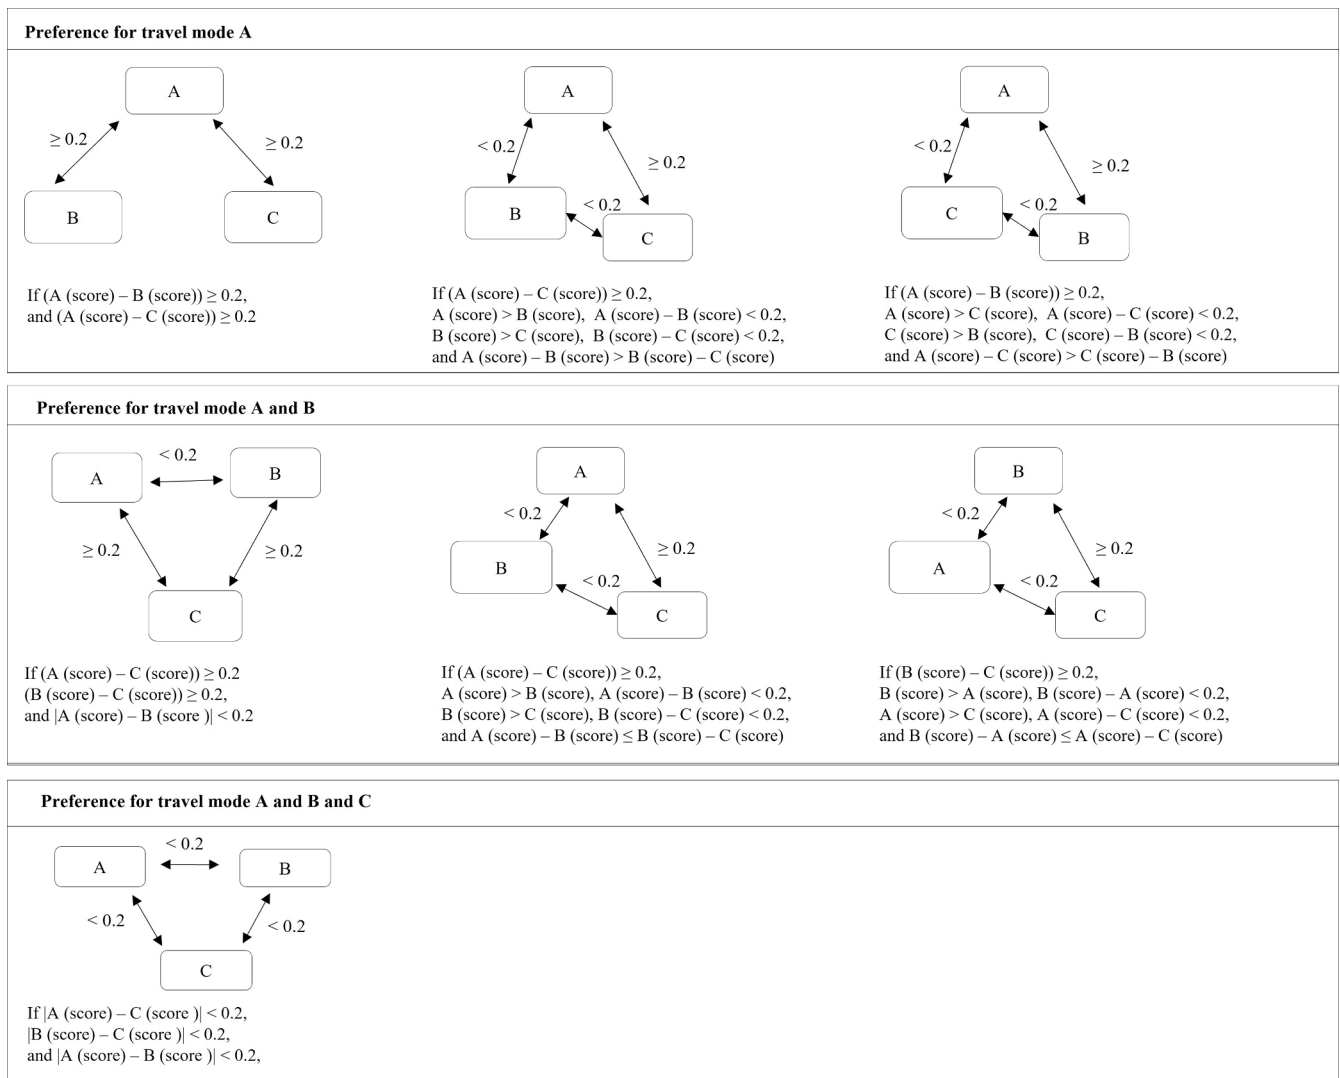 Preference for travel mode A
A
≥ 0.2
≥ 0.2
B
C
If (A (score) – B (score)) ≥ 0.2,
and (A (score) – C (score)) ≥ 0.2
A
< 0.2
≥ 0.2
B
< 0.2
C
If (A (score) – C (score)) ≥ 0.2,
A (score) > B (score), A (score) – B (score) < 0.2,
B (score) > C (score), B (score) – C (score) < 0.2,
and A (score) – B (score) > B (score) – C (score)
A
< 0.2
≥ 0.2
C
< 0.2
B
If (A (score) – B (score)) ≥ 0.2,
A (score) > C (score), A (score) – C (score) < 0.2,
C (score) > B (score), C (score) – B (score) < 0.2,
and A (score) – C (score) > C (score) – B (score)
Preference for travel mode A and B
A
< 0.2
B
≥ 0.2
≥ 0.2
C
If (A (score) – C (score)) ≥ 0.2
(B (score) – C (score)) ≥ 0.2,
and |A (score) – B (score )| < 0.2
A
< 0.2
≥ 0.2
B
< 0.2
C
If (A (score) – C (score)) ≥ 0.2,
A (score) > B (score), A (score) – B (score) < 0.2,
B (score) > C (score), B (score) – C (score) < 0.2,
and A (score) – B (score) ≤ B (score) – C (score)
B
< 0.2
≥ 0.2
A
< 0.2
C
If (B (score) – C (score)) ≥ 0.2,
B (score) > A (score), B (score) – A (score) < 0.2,
A (score) > C (score), A (score) – C (score) < 0.2,
and B (score) – A (score) ≤ A (score) – C (score)
Preference for travel mode A and B and C
< 0.2
A
B
< 0.2
< 0.2
C
If |A (score) – C (score )| < 0.2,
|B (score) – C (score )| < 0.2,
and |A (score) – B (score )| < 0.2,